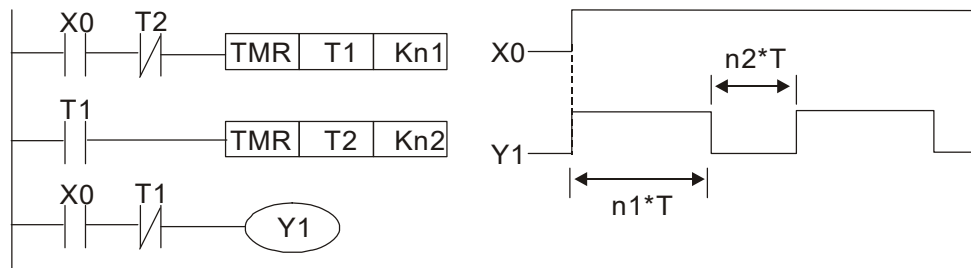 X0 T2
TMR T1 Kn1
T1
TMR T2 Kn2
X0 T1
Y1
X0
n2*T
Y1
n1*T